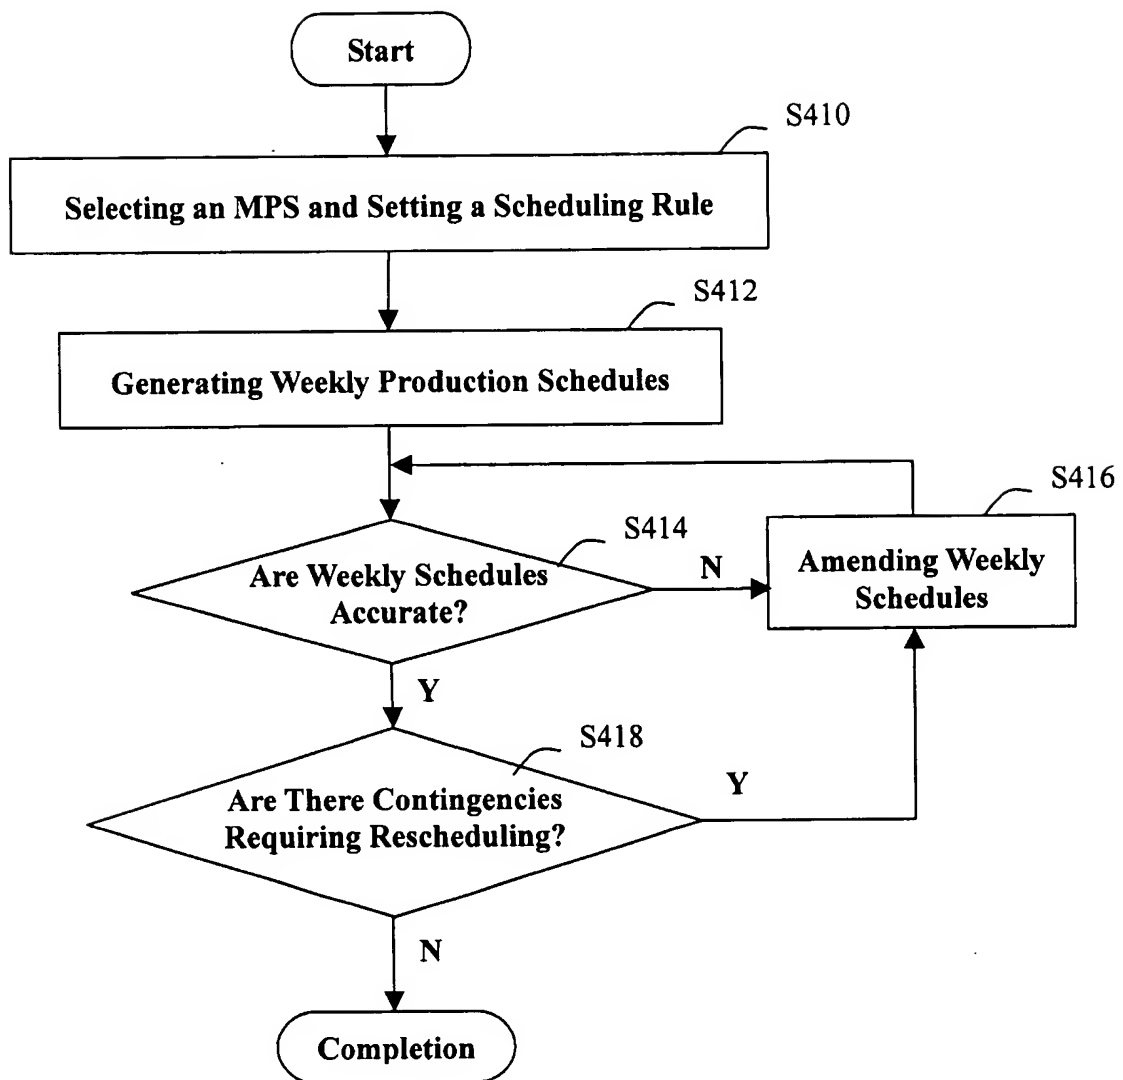 Start
S410
Selecting an MPS and Setting a Scheduling Rule
S412
Generating Weekly Production Schedules
S416
Amending Weekly
Schedules
S414
N
Are Weekly Schedules
Accurate?
Y
S418
Are There Contingencies
Requiring Rescheduling?
Y
N
Completion